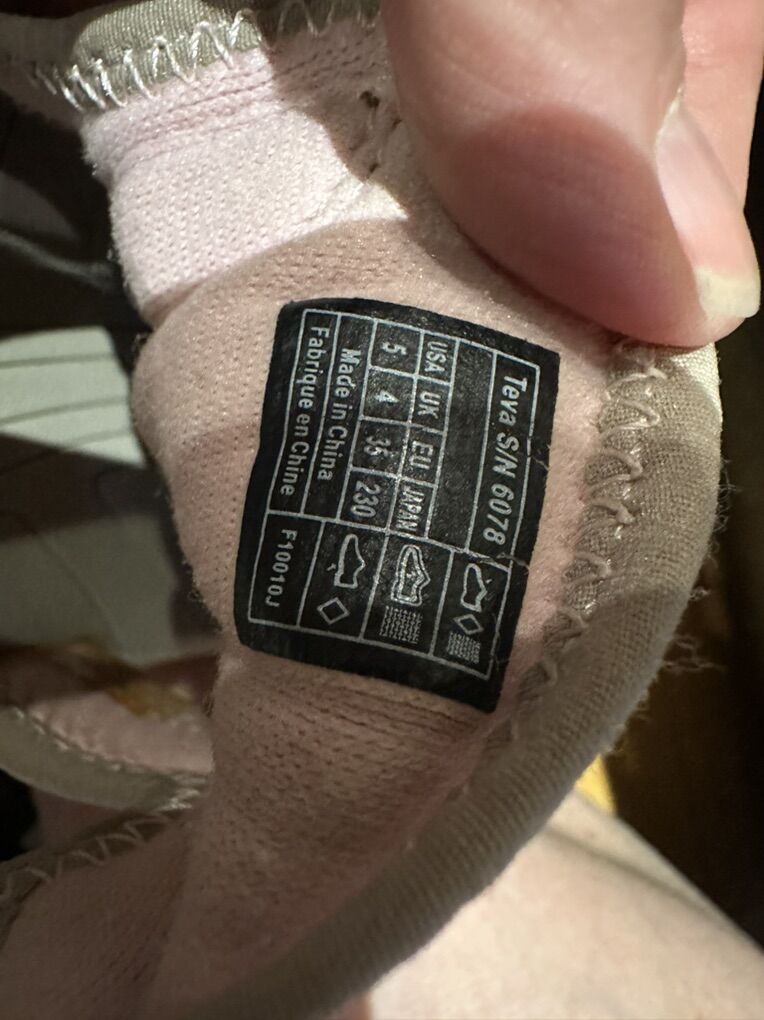 Teva S/N 6078
USA UK EU JAPAN
5 4 35 230
Made in China
Fabrique en Chine
F10010J